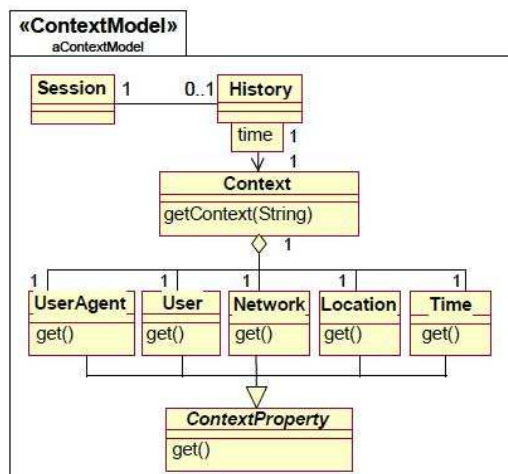 «ContextModel»
aContextModel
Session 1 0..1 History
time 1
1
Context
getContext(String)
1
1 1 1 1 1
UserAgent User Network Location Time
get() get() get() get() get()
ContextProperty
get()